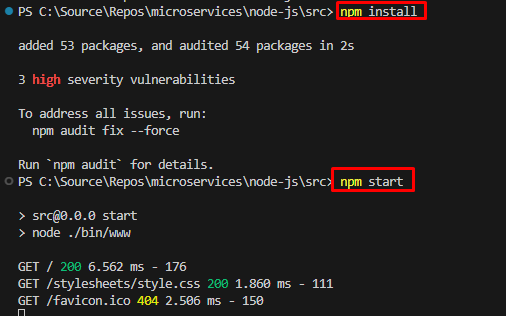 PS C:\Source\Repos\microservices\node-js\src> npm install
added 53 packages, and audited 54 packages in 2s
3 high severity vulnerabilities
To address all issues, run:
  npm audit fix --force
Run `npm audit` for details.
PS C:\Source\Repos\microservices\node-js\src> npm start
> src@0.0.0 start
> node ./bin/www
GET / 200 6.562 ms - 176
GET /stylesheets/style.css 200 1.860 ms - 111
GET /favicon.ico 404 2.506 ms - 150